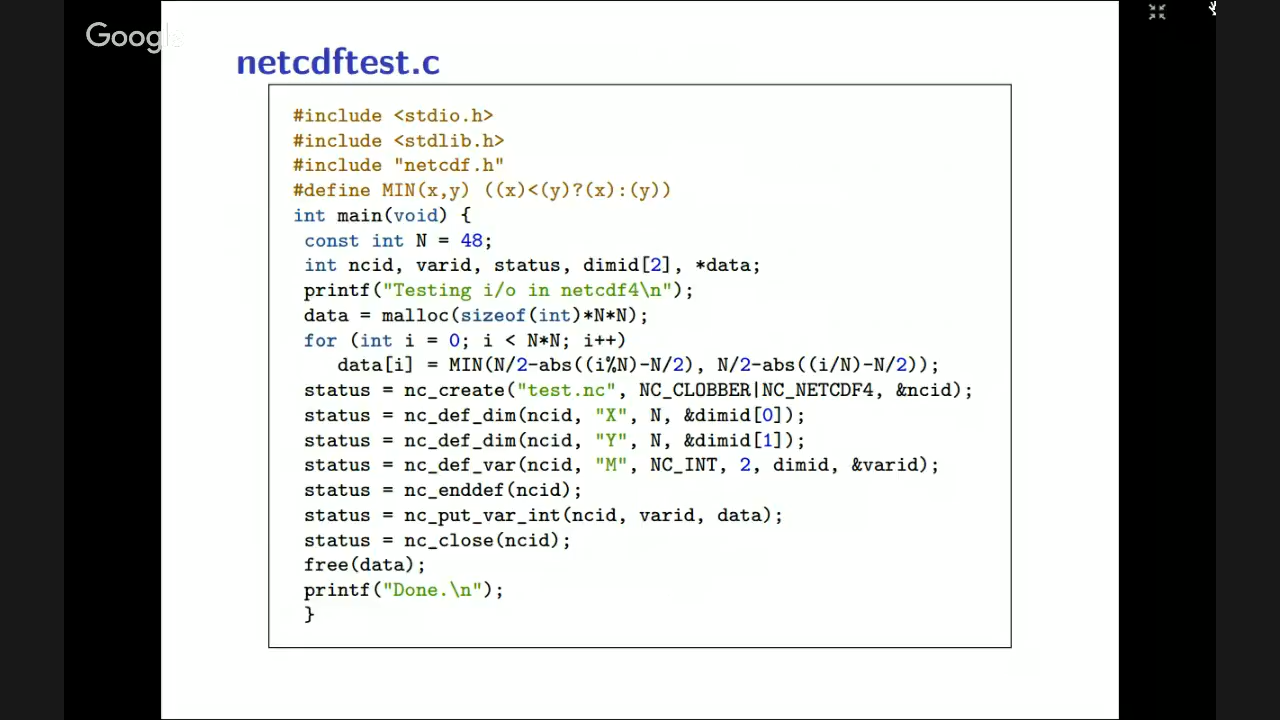 Google
netcdftest.c
#include <stdio.h>
#include <stdlib.h>
#include "netcdf.h"
#define MIN(x,y) ((x)<(y)?(x):(y))
int main(void) {
const int N = 48;
int ncid, varid, status, dimid[2], *data;
printf("Testing i/o in netcdf4\n");
data = malloc(sizeof(int)*N*N);
for (int i = 0; i < N*N; i++)
data[i] = MIN(N/2-abs((i%N)-N/2), N/2-abs((i/N)-N/2));
status = nc_create("test.nc", NC_CLOBBER|NC_NETCDF4, &ncid);
status = nc_def_dim(ncid, "X", N, &dimid[0]);
status = nc_def_dim(ncid, "Y", N, &dimid[1]);
status = nc_def_var(ncid, "M", NC_INT, 2, dimid, &varid);
status = nc_enddef(ncid);
status = nc_put_var_int(ncid, varid, data);
status = nc_close(ncid);
free(data);
printf("Done.\n");
}